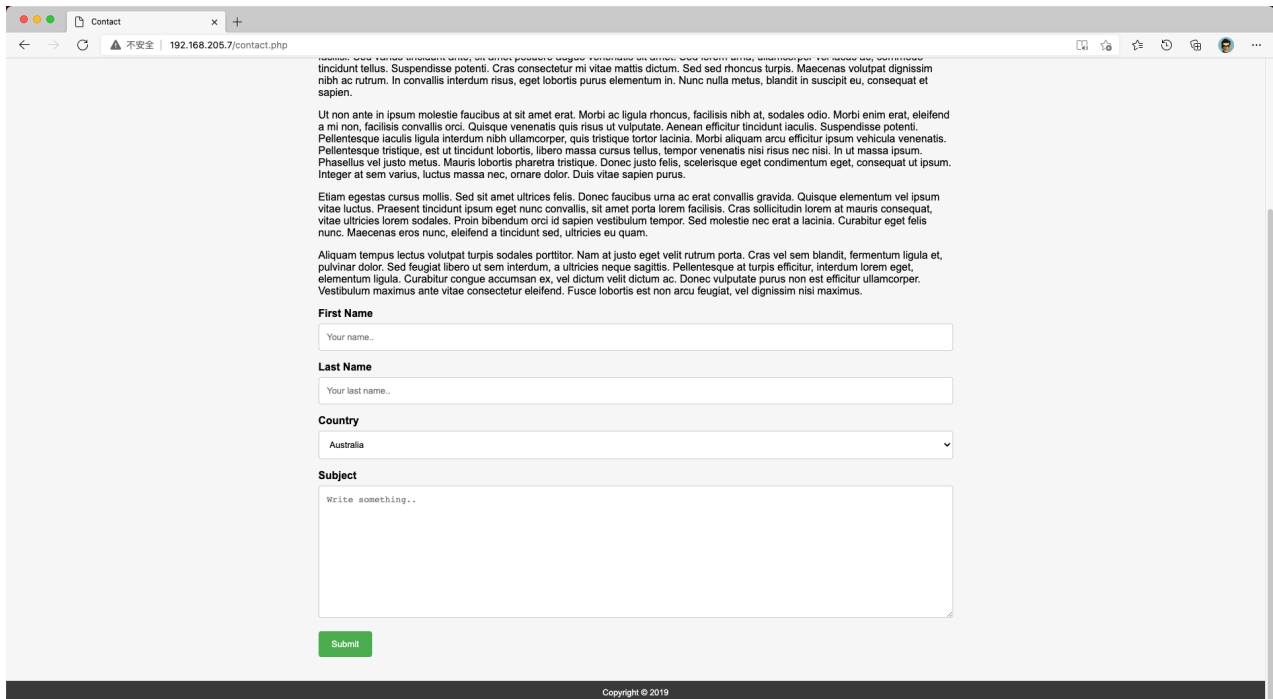 Contact
不安全 192.168.205.7/contact.php
tincidunt tellus. Suspendisse potenti. Cras consectetur mi vitae mattis dictum. Sed sed rhoncus turpis. Maecenas volutpat dignissim
nibh ac rutrum. In convallis interdum risus, eget lobortis purus elementum in. Nunc nulla metus, blandit in suscipit eu, consequat et
sapien.
Ut non ante in ipsum molestie faucibus at sit amet erat. Morbi ac ligula rhoncus, facilisis nibh at, sodales odio. Morbi enim erat, eleifend
a mi non, facilisis convallis orci. Quisque venenatis quis risus ut vulputate. Aenean efficitur tincidunt iaculis. Suspendisse potenti.
Pellentesque iaculis ligula interdum nibh ullamcorper, quis tristique tortor lacinia. Morbi aliquam arcu efficitur ipsum vehicula venenatis.
Pellentesque tristique, est ut tincidunt lobortis, libero massa cursus tellus, tempor venenatis nisi risus nec nisi. In ut massa ipsum.
Phasellus vel justo metus. Mauris lobortis pharetra tristique. Donec justo felis, scelerisque eget condimentum eget, consequat ut ipsum.
Integer at sem varius, luctus massa nec, ornare dolor. Duis vitae sapien purus.
Etiam egestas cursus mollis. Sed sit amet ultrices felis. Donec faucibus urna ac erat convallis gravida. Quisque elementum vel ipsum
vitae luctus. Praesent tincidunt ipsum eget nunc convallis, sit amet porta lorem facilisis. Cras sollicitudin lorem at mauris consequat,
vitae ultricies lorem sodales. Proin bibendum orci id sapien vestibulum tempor. Sed molestie nec erat a lacinia. Curabitur eget felis
nunc. Maecenas eros nunc, eleifend a tincidunt sed, ultricies eu quam.
Aliquam tempus lectus volutpat turpis sodales porttitor. Nam at justo eget velit rutrum porta. Cras vel sem blandit, fermentum ligula et,
pulvinar dolor. Sed feugiat libero ut sem interdum, a ultricies neque sagittis. Pellentesque at turpis efficitur, interdum lorem eget,
elementum ligula. Curabitur congue accumsan ex, vel dictum velit dictum ac. Donec vulputate purus non est efficitur ullamcorper.
Vestibulum maximus ante vitae consectetur eleifend. Fusce lobortis est non arcu feugiat, vel dignissim nisi maximus.
First Name
Your name..
Last Name
Your last name..
Country
Australia
Subject
Write something..
Submit
Copyright © 2019